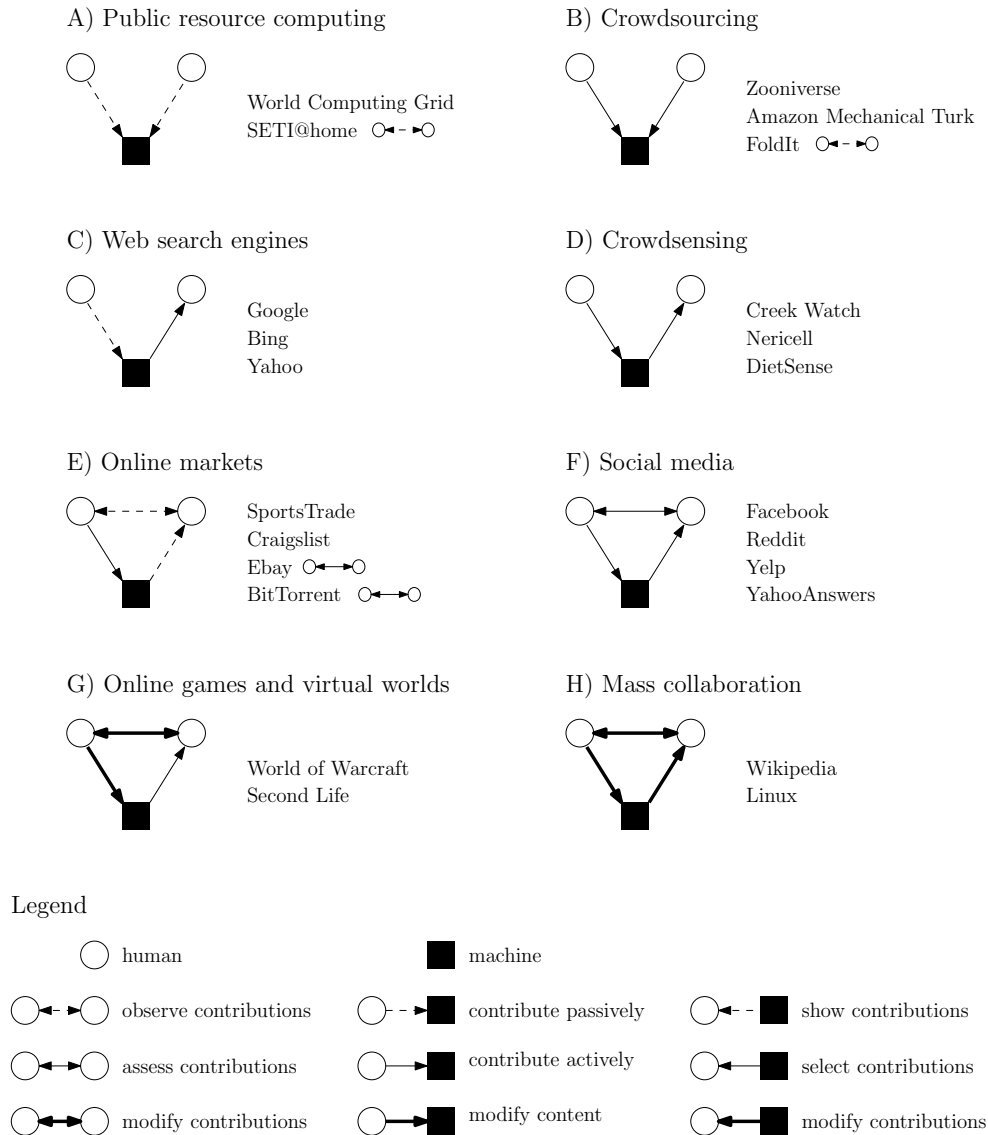 A) Public resource computing
World Computing Grid
SETI@home
B) Crowdsourcing
Zooniverse
Amazon Mechanical Turk
FoldIt
C) Web search engines
Google
Bing
Yahoo
D) Crowdsensing
Creek Watch
Nericell
DietSense
E) Online markets
SportsTrade
Craigslist
Ebay
BitTorrent
F) Social media
Facebook
Reddit
Yelp
YahooAnswers
G) Online games and virtual worlds
World of Warcraft
Second Life
H) Mass collaboration
Wikipedia
Linux
Legend
human
machine
observe contributions
contribute passively
show contributions
assess contributions
contribute actively
select contributions
modify contributions
modify content
modify contributions